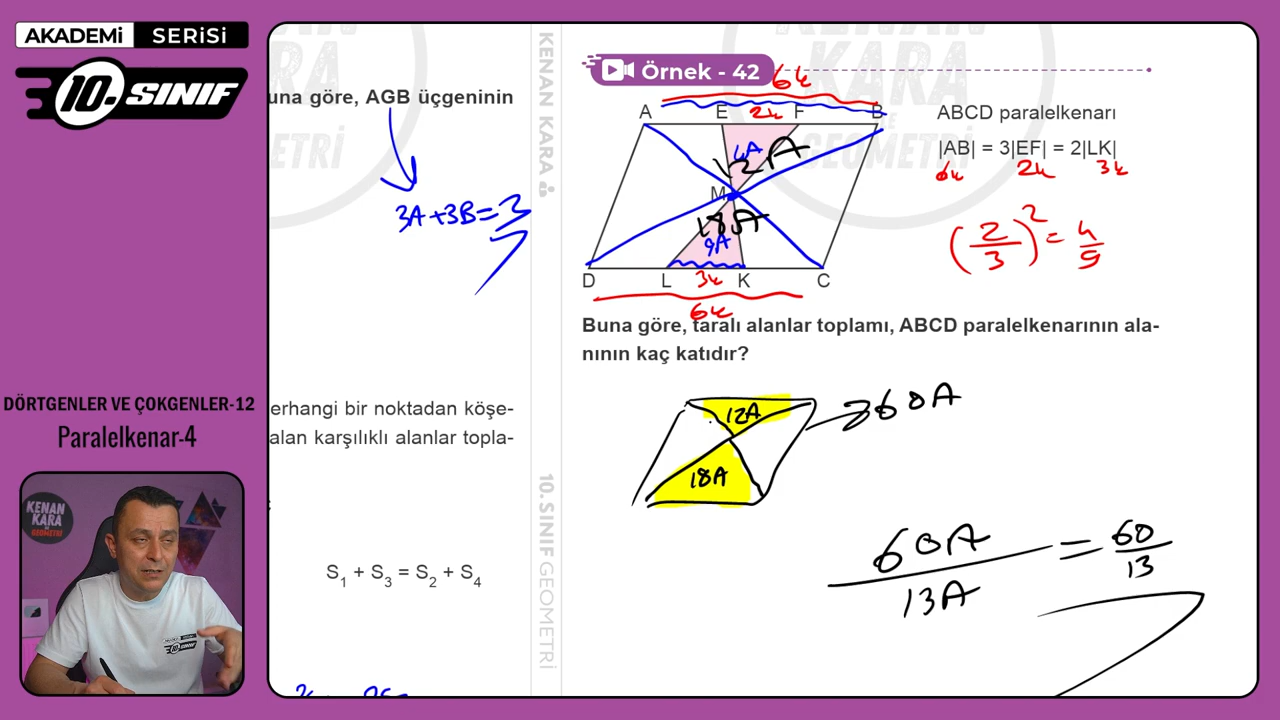 AKADEMİ SERİSİ
10. SINIF
una göre, AGB üçgeninin
3A+3B=3
erhangi bir noktadan köşe-
alan karşılıklı alanlar topla-
S1 + S3 = S2 + S4
KENAN KARA
10. SINIF GEOMETRİ
Örnek - 42
6k
A E 2k F B
4A
12A
M
18A
9A
D L 3k K C
6k
ABCD paralelkenarı
|AB| = 3|EF| = 2|LK|
6k 2k 3k
(2/3)² = 4/9
Buna göre, taralı alanlar toplamı, ABCD paralelkenarının ala-
nının kaç katıdır?
12A
18A
60A
60A/13A = 60/13
DÖRTGENLER VE ÇOKGENLER-12
Paralelkenar-4
KENAN KARA
GEOMETRİ
10. SINIF